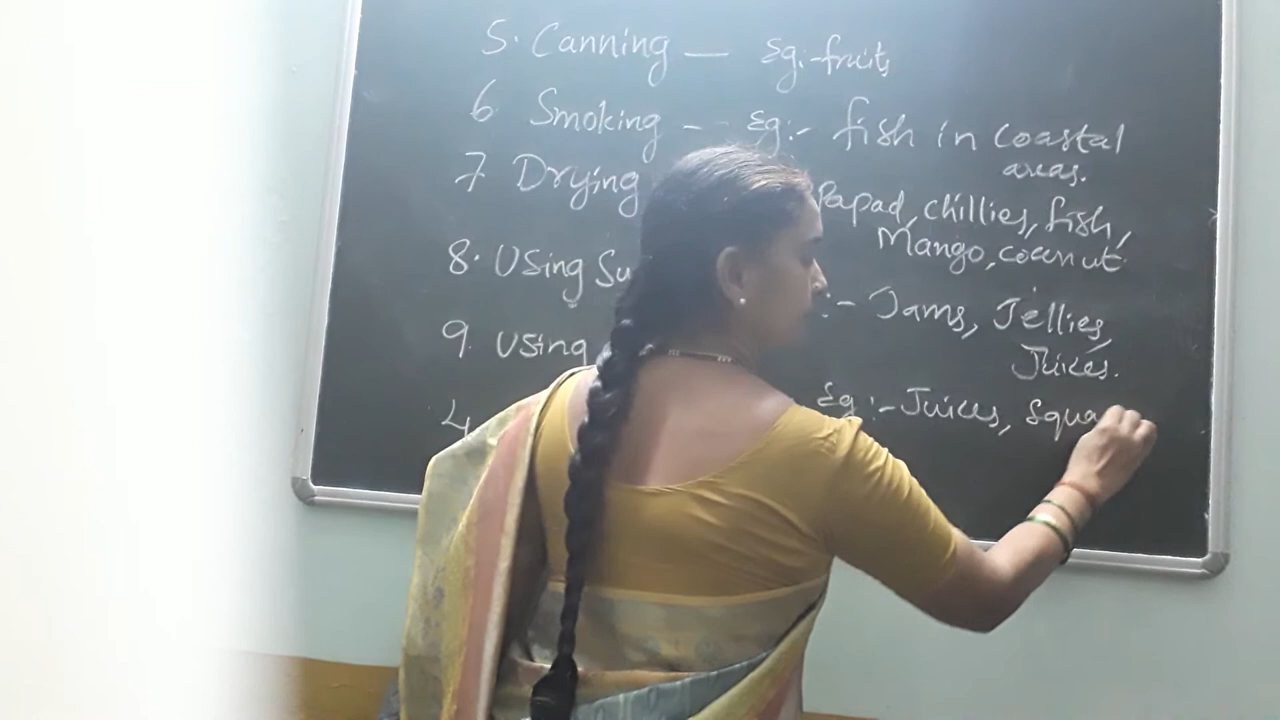 5. Canning — Eg:- fruits
6 Smoking -- Eg:- fish in coastal
areas.
7 Drying Papad, chillies, fish,
Mango, coconut.
8. Using Su :- Jams, Jellies,
Juices.
9. Using Eg:- Juices, Squa
4